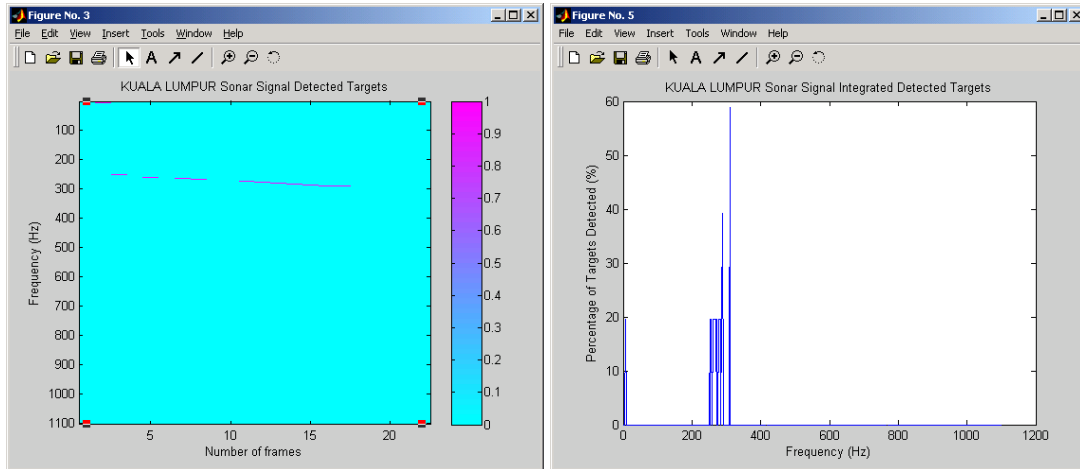 Figure No. 3
File Edit View Insert Tools Window Help
A
KUALA LUMPUR Sonar Signal Detected Targets
100
200
300
400
500
600
700
800
900
1000
1100
Frequency (Hz)
5 10 15 20
Number of frames
1
0.9
0.8
0.7
0.6
0.5
0.4
0.3
0.2
0.1
0
Figure No. 5
File Edit View Insert Tools Window Help
A
KUALA LUMPUR Sonar Signal Integrated Detected Targets
60
50
40
30
20
10
0
Percentage of Targets Detected (%)
0 200 400 600 800 1000 1200
Frequency (Hz)